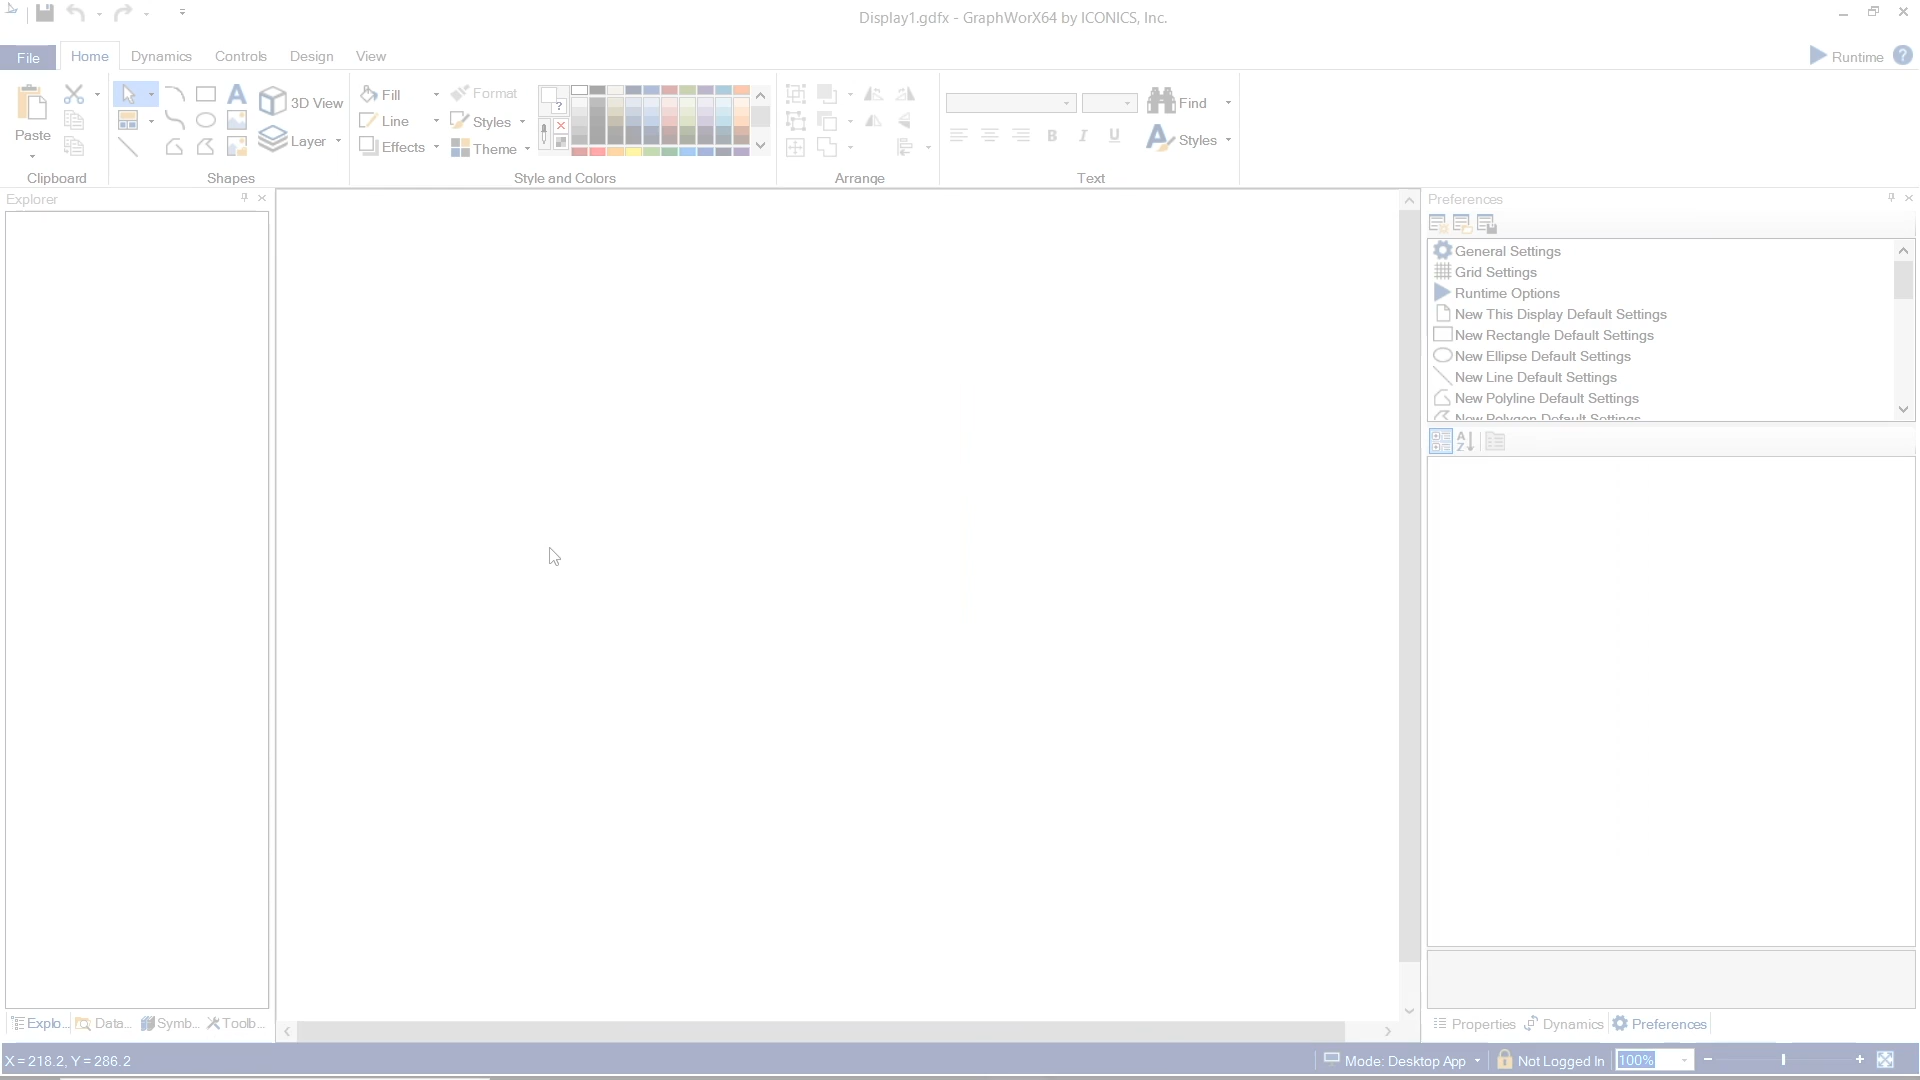 Display1.gdfx - GraphWorX64 by ICONICS, Inc.
File Home Dynamics Controls Design View Runtime ?
Paste
Clipboard
A
3D View
Layer
Shapes
Fill
Line
Effects
Format
Styles
Theme
?
Style and Colors
Arrange
Find
B I U
Styles
Text
Explorer
Preferences
General Settings
Grid Settings
Runtime Options
New This Display Default Settings
New Rectangle Default Settings
New Ellipse Default Settings
New Line Default Settings
New Polyline Default Settings
New Polygon Default Settings
Explo... Data... Symb... Toolb...
Properties Dynamics Preferences
X = 218.2, Y = 286.2
Mode: Desktop App Not Logged In 100%